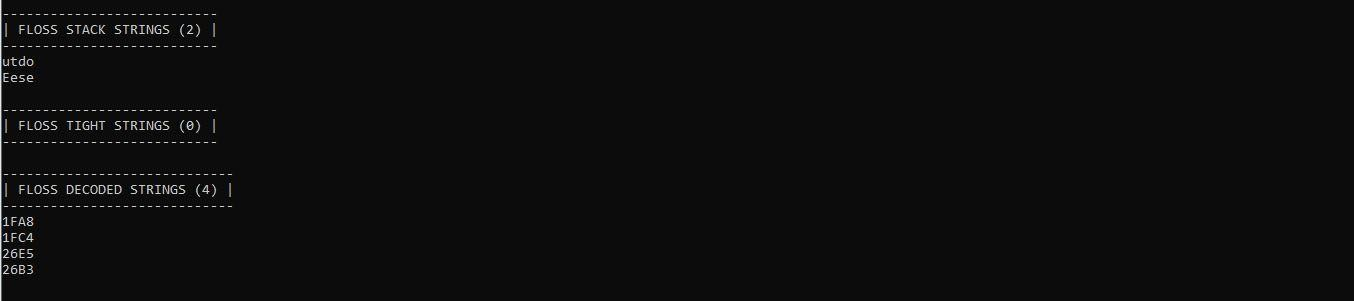 ---------------------------
| FLOSS STACK STRINGS (2) |
---------------------------
utdo
Eese
---------------------------
| FLOSS TIGHT STRINGS (0) |
---------------------------
-----------------------------
| FLOSS DECODED STRINGS (4) |
-----------------------------
1FA8
1FC4
26E5
26B3